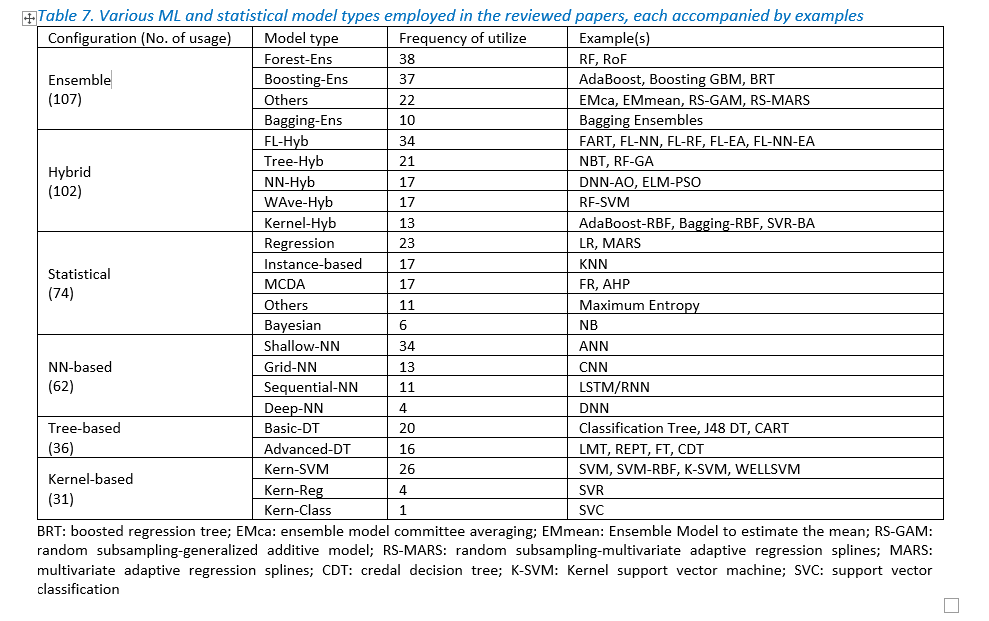 Table 7. Various ML and statistical model types employed in the reviewed papers, each accompanied by examples
Configuration (No. of usage) Model type Frequency of utilize Example(s)
Ensemble
(107)
Forest-Ens 38 RF, RoF
Boosting-Ens 37 AdaBoost, Boosting GBM, BRT
Others 22 EMca, EMmean, RS-GAM, RS-MARS
Bagging-Ens 10 Bagging Ensembles
Hybrid
(102)
FL-Hyb 34 FART, FL-NN, FL-RF, FL-EA, FL-NN-EA
Tree-Hyb 21 NBT, RF-GA
NN-Hyb 17 DNN-AO, ELM-PSO
WAve-Hyb 17 RF-SVM
Kernel-Hyb 13 AdaBoost-RBF, Bagging-RBF, SVR-BA
Statistical
(74)
Regression 23 LR, MARS
Instance-based 17 KNN
MCDA 17 FR, AHP
Others 11 Maximum Entropy
Bayesian 6 NB
NN-based
(62)
Shallow-NN 34 ANN
Grid-NN 13 CNN
Sequential-NN 11 LSTM/RNN
Deep-NN 4 DNN
Tree-based
(36)
Basic-DT 20 Classification Tree, J48 DT, CART
Advanced-DT 16 LMT, REPT, FT, CDT
Kernel-based
(31)
Kern-SVM 26 SVM, SVM-RBF, K-SVM, WELLSVM
Kern-Reg 4 SVR
Kern-Class 1 SVC
BRT: boosted regression tree; EMca: ensemble model committee averaging; EMmean: Ensemble Model to estimate the mean; RS-GAM:
random subsampling-generalized additive model; RS-MARS: random subsampling-multivariate adaptive regression splines; MARS:
multivariate adaptive regression splines; CDT: credal decision tree; K-SVM: Kernel support vector machine; SVC: support vector
classification